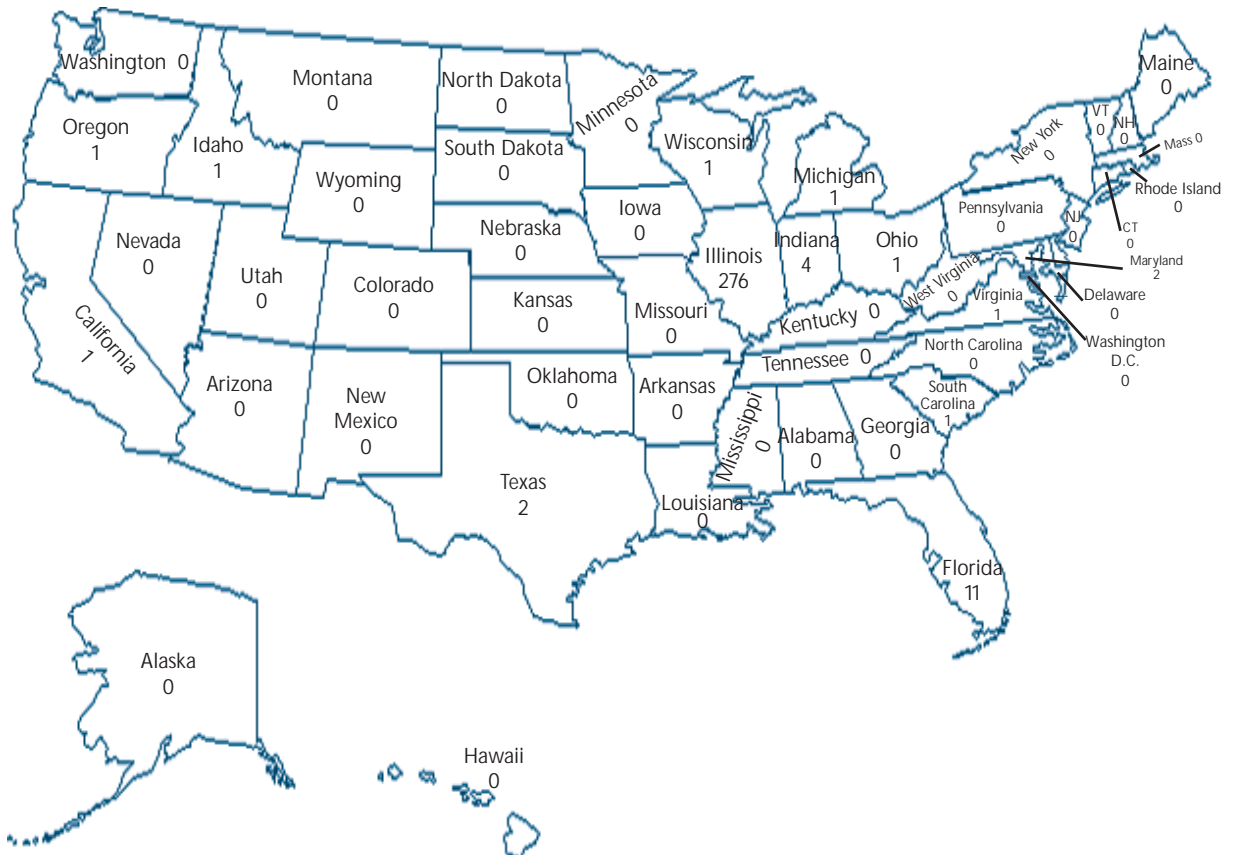 Washington 0
Montana
0
North Dakota
0
Minnesota
0
Maine
0
Oregon
1
Idaho
1
South Dakota
0
Wisconsin
1
Michigan
1
New York
0
VT
0
NH
0
Mass 0
Rhode Island
0
CT
0
Wyoming
0
Nebraska
0
Iowa
0
Pennsylvania
0
NJ
0
Nevada
0
Utah
0
Colorado
0
Kansas
0
Missouri
0
Illinois
276
Indiana
4
Ohio
1
West Virginia
0
Virginia
1
Maryland
2
Delaware
0
Washington
D.C.
0
California
1
Kentucky 0
Tennessee 0
North Carolina
0
South
Carolina
1
Arizona
0
New
Mexico
0
Oklahoma
0
Arkansas
0
Mississippi
0
Alabama
0
Georgia
0
Texas
2
Louisiana
0
Florida
11
Alaska
0
Hawaii
0